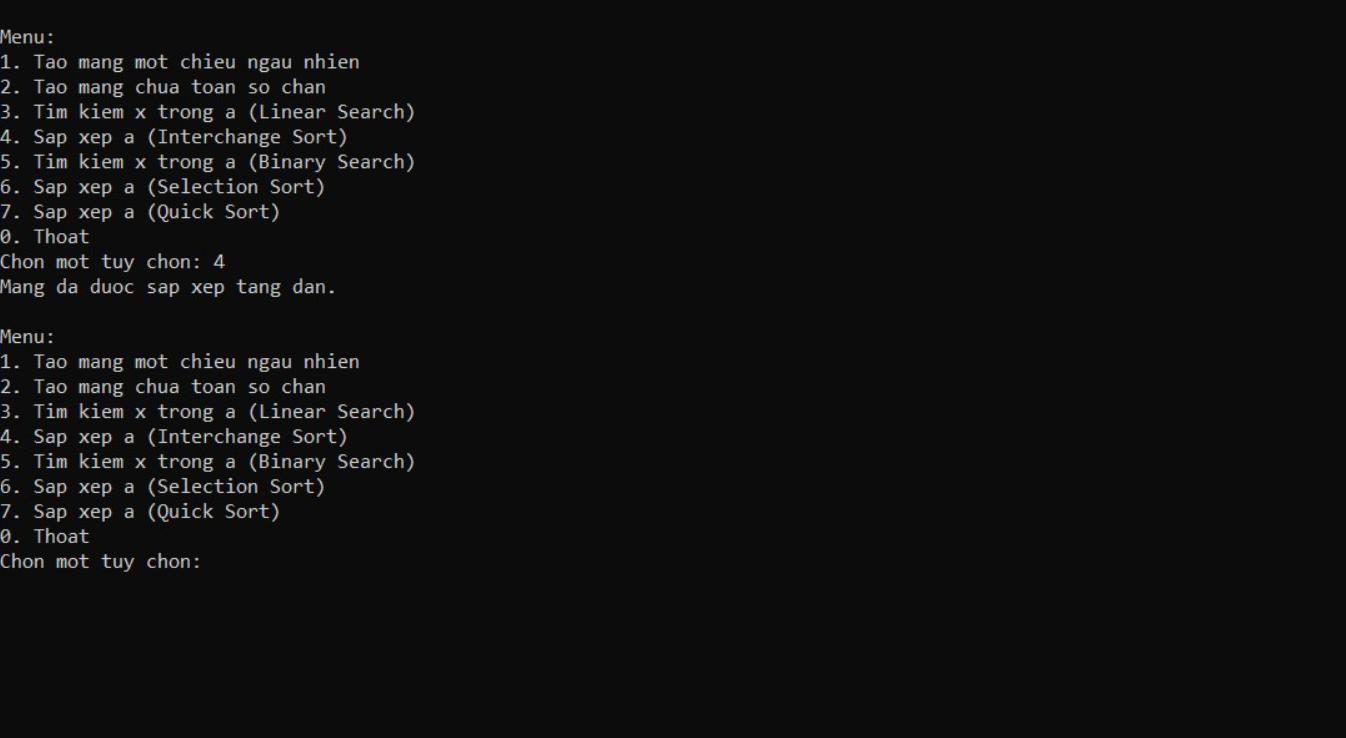 Menu:
1. Tao mang mot chieu ngau nhien
2. Tao mang chua toan so chan
3. Tim kiem x trong a (Linear Search)
4. Sap xep a (Interchange Sort)
5. Tim kiem x trong a (Binary Search)
6. Sap xep a (Selection Sort)
7. Sap xep a (Quick Sort)
0. Thoat
Chon mot tuy chon: 4
Mang da duoc sap xep tang dan.

Menu:
1. Tao mang mot chieu ngau nhien
2. Tao mang chua toan so chan
3. Tim kiem x trong a (Linear Search)
4. Sap xep a (Interchange Sort)
5. Tim kiem x trong a (Binary Search)
6. Sap xep a (Selection Sort)
7. Sap xep a (Quick Sort)
0. Thoat
Chon mot tuy chon: